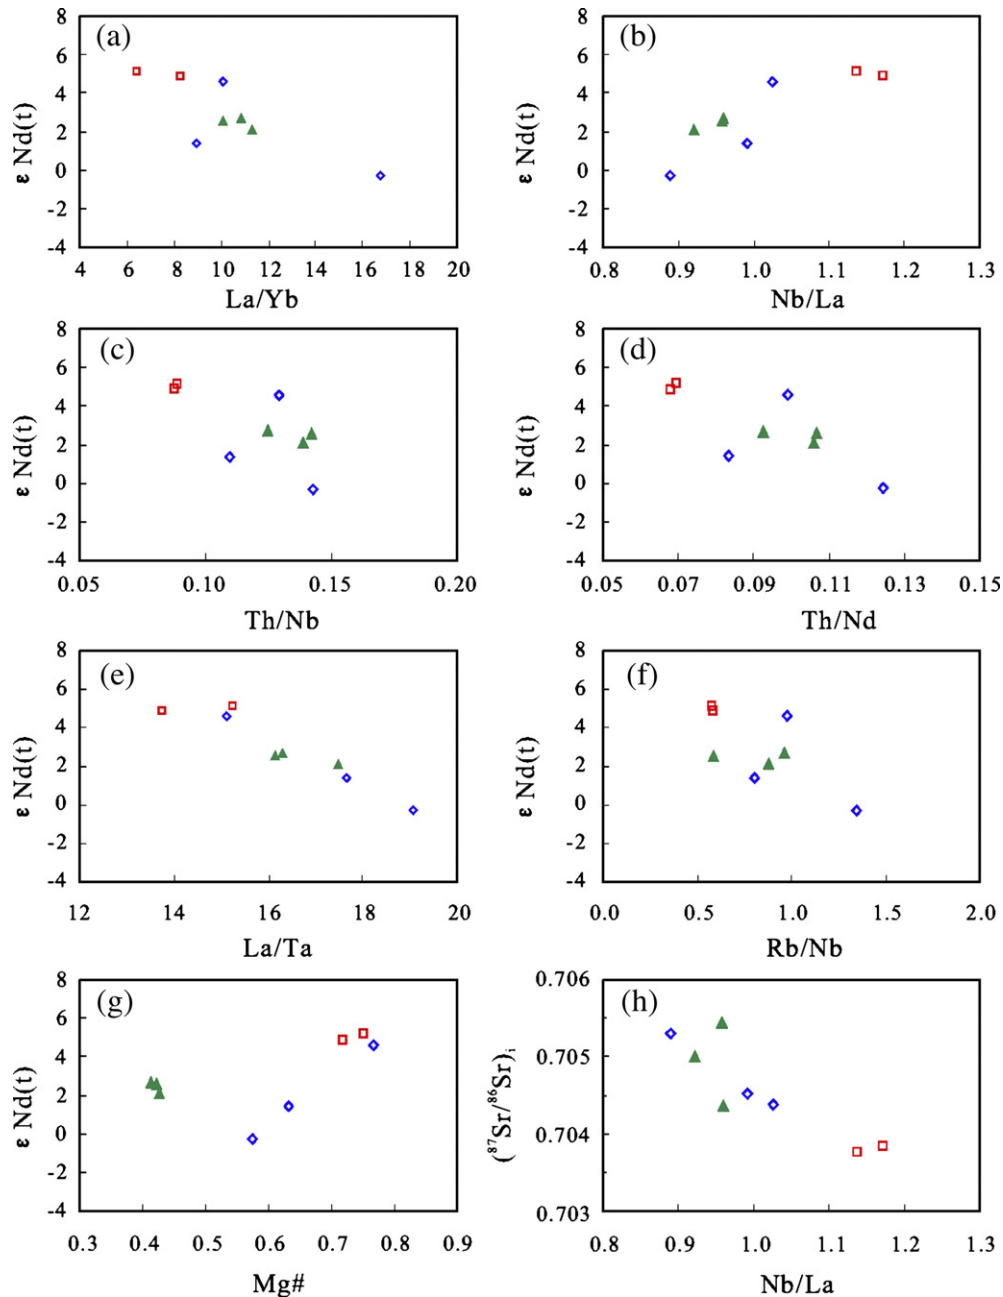 (a)
8
6
4
2
0
-2
-4
ε Nd(t)
4 6 8 10 12 14 16 18 20
La/Yb
(b)
8
6
4
2
0
-2
-4
ε Nd(t)
0.8 0.9 1.0 1.1 1.2 1.3
Nb/La
(c)
8
6
4
2
0
-2
-4
ε Nd(t)
0.05 0.10 0.15 0.20
Th/Nb
(d)
8
6
4
2
0
-2
-4
ε Nd(t)
0.05 0.07 0.09 0.11 0.13 0.15
Th/Nd
(e)
8
6
4
2
0
-2
-4
ε Nd(t)
12 14 16 18 20
La/Ta
(f)
8
6
4
2
0
-2
-4
ε Nd(t)
0.0 0.5 1.0 1.5 2.0
Rb/Nb
(g)
8
6
4
2
0
-2
-4
ε Nd(t)
0.3 0.4 0.5 0.6 0.7 0.8 0.9
Mg#
(h)
0.706
0.705
0.704
0.703
(⁸⁷Sr/⁸⁶Sr)ᵢ
0.8 0.9 1.0 1.1 1.2 1.3
Nb/La